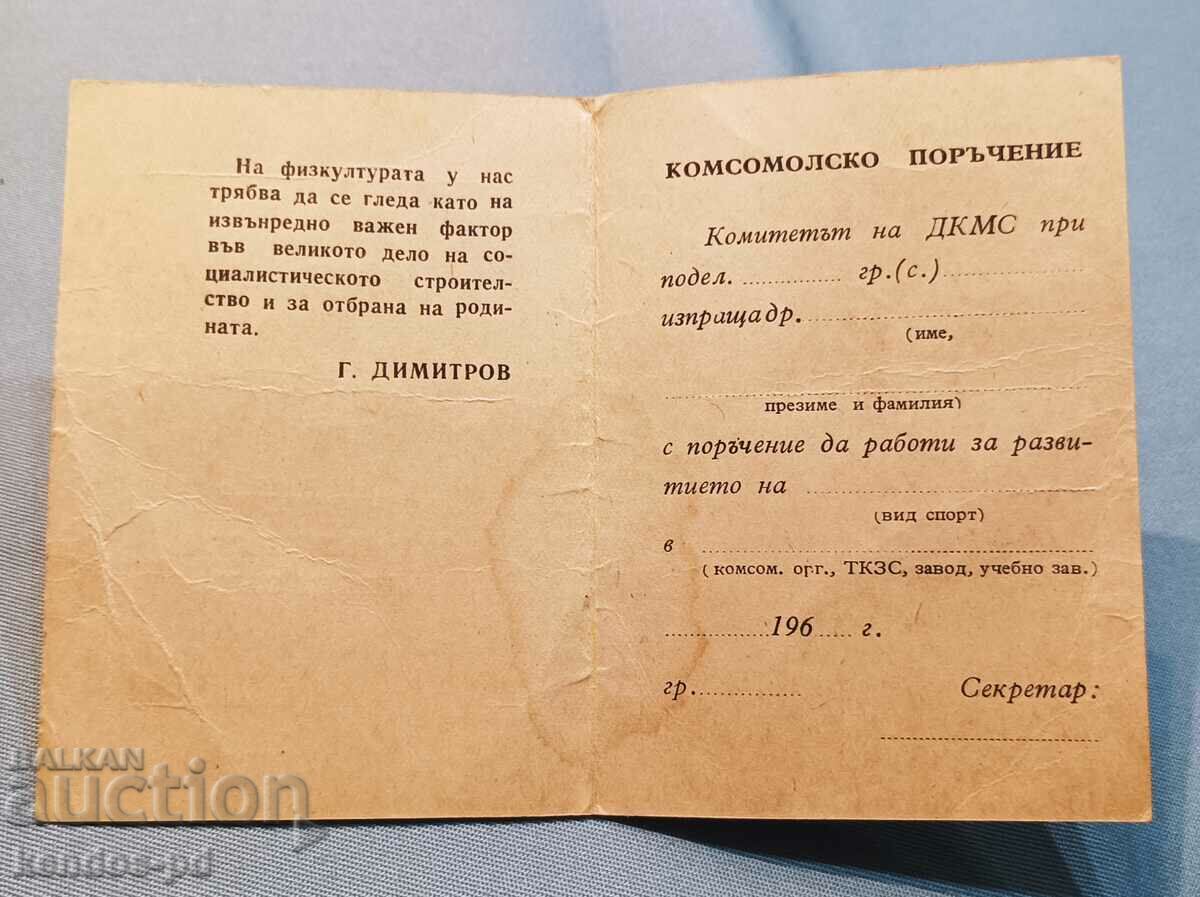 На физкултурата у нас
трябва да се гледа като на
извънредно важен фактор
във великото дело на со-
циалистическото строител-
ство и за отбрана на роди-
ната.
Г. ДИМИТРОВ
КОМСОМОЛСКО ПОРЪЧЕНИЕ
Комитетът на ДКМС при
подел. .............. гр.(с.)....................
изпраща др. ........................................
(име,
................................................................
презиме и фамилия)
с поръчение да работи за разви-
тието на ........................................
(вид спорт)
в ........................................................
(комсом. орг., ТКЗС, завод, учебно зав.)
...............196..... г.
гр............... Секретар:
................................
BALKAN
auction
kendos-pd